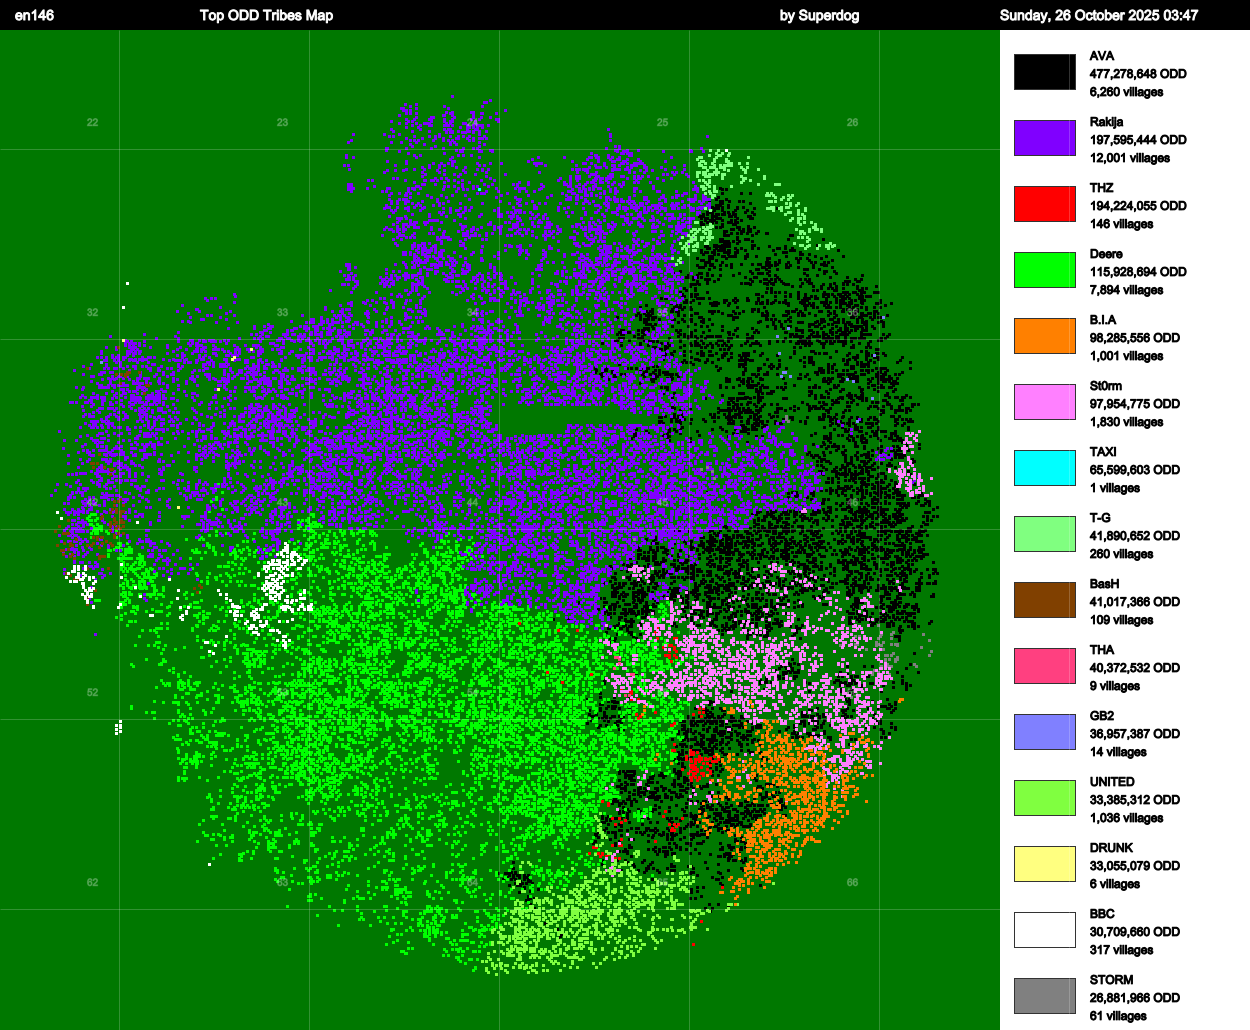 en146 Top ODD Tribes Map by Superdog Sunday, 26 October 2025 03:47
AVA
477,278,648 ODD
6,260 villages
Rakija
197,595,444 ODD
12,001 villages
THZ
194,224,055 ODD
146 villages
Deere
115,928,694 ODD
7,894 villages
B.I.A
98,285,556 ODD
1,001 villages
St0rm
97,954,775 ODD
1,830 villages
TAXI
65,599,603 ODD
1 villages
T-G
41,890,652 ODD
260 villages
BasH
41,017,366 ODD
109 villages
THA
40,372,532 ODD
9 villages
GB2
36,957,387 ODD
14 villages
UNITED
33,385,312 ODD
1,036 villages
DRUNK
33,055,079 ODD
6 villages
BBC
30,709,660 ODD
317 villages
STORM
26,881,966 ODD
61 villages
22 23 24 25 26
32 33 34 35
42 43 44 45
52
62 63 66